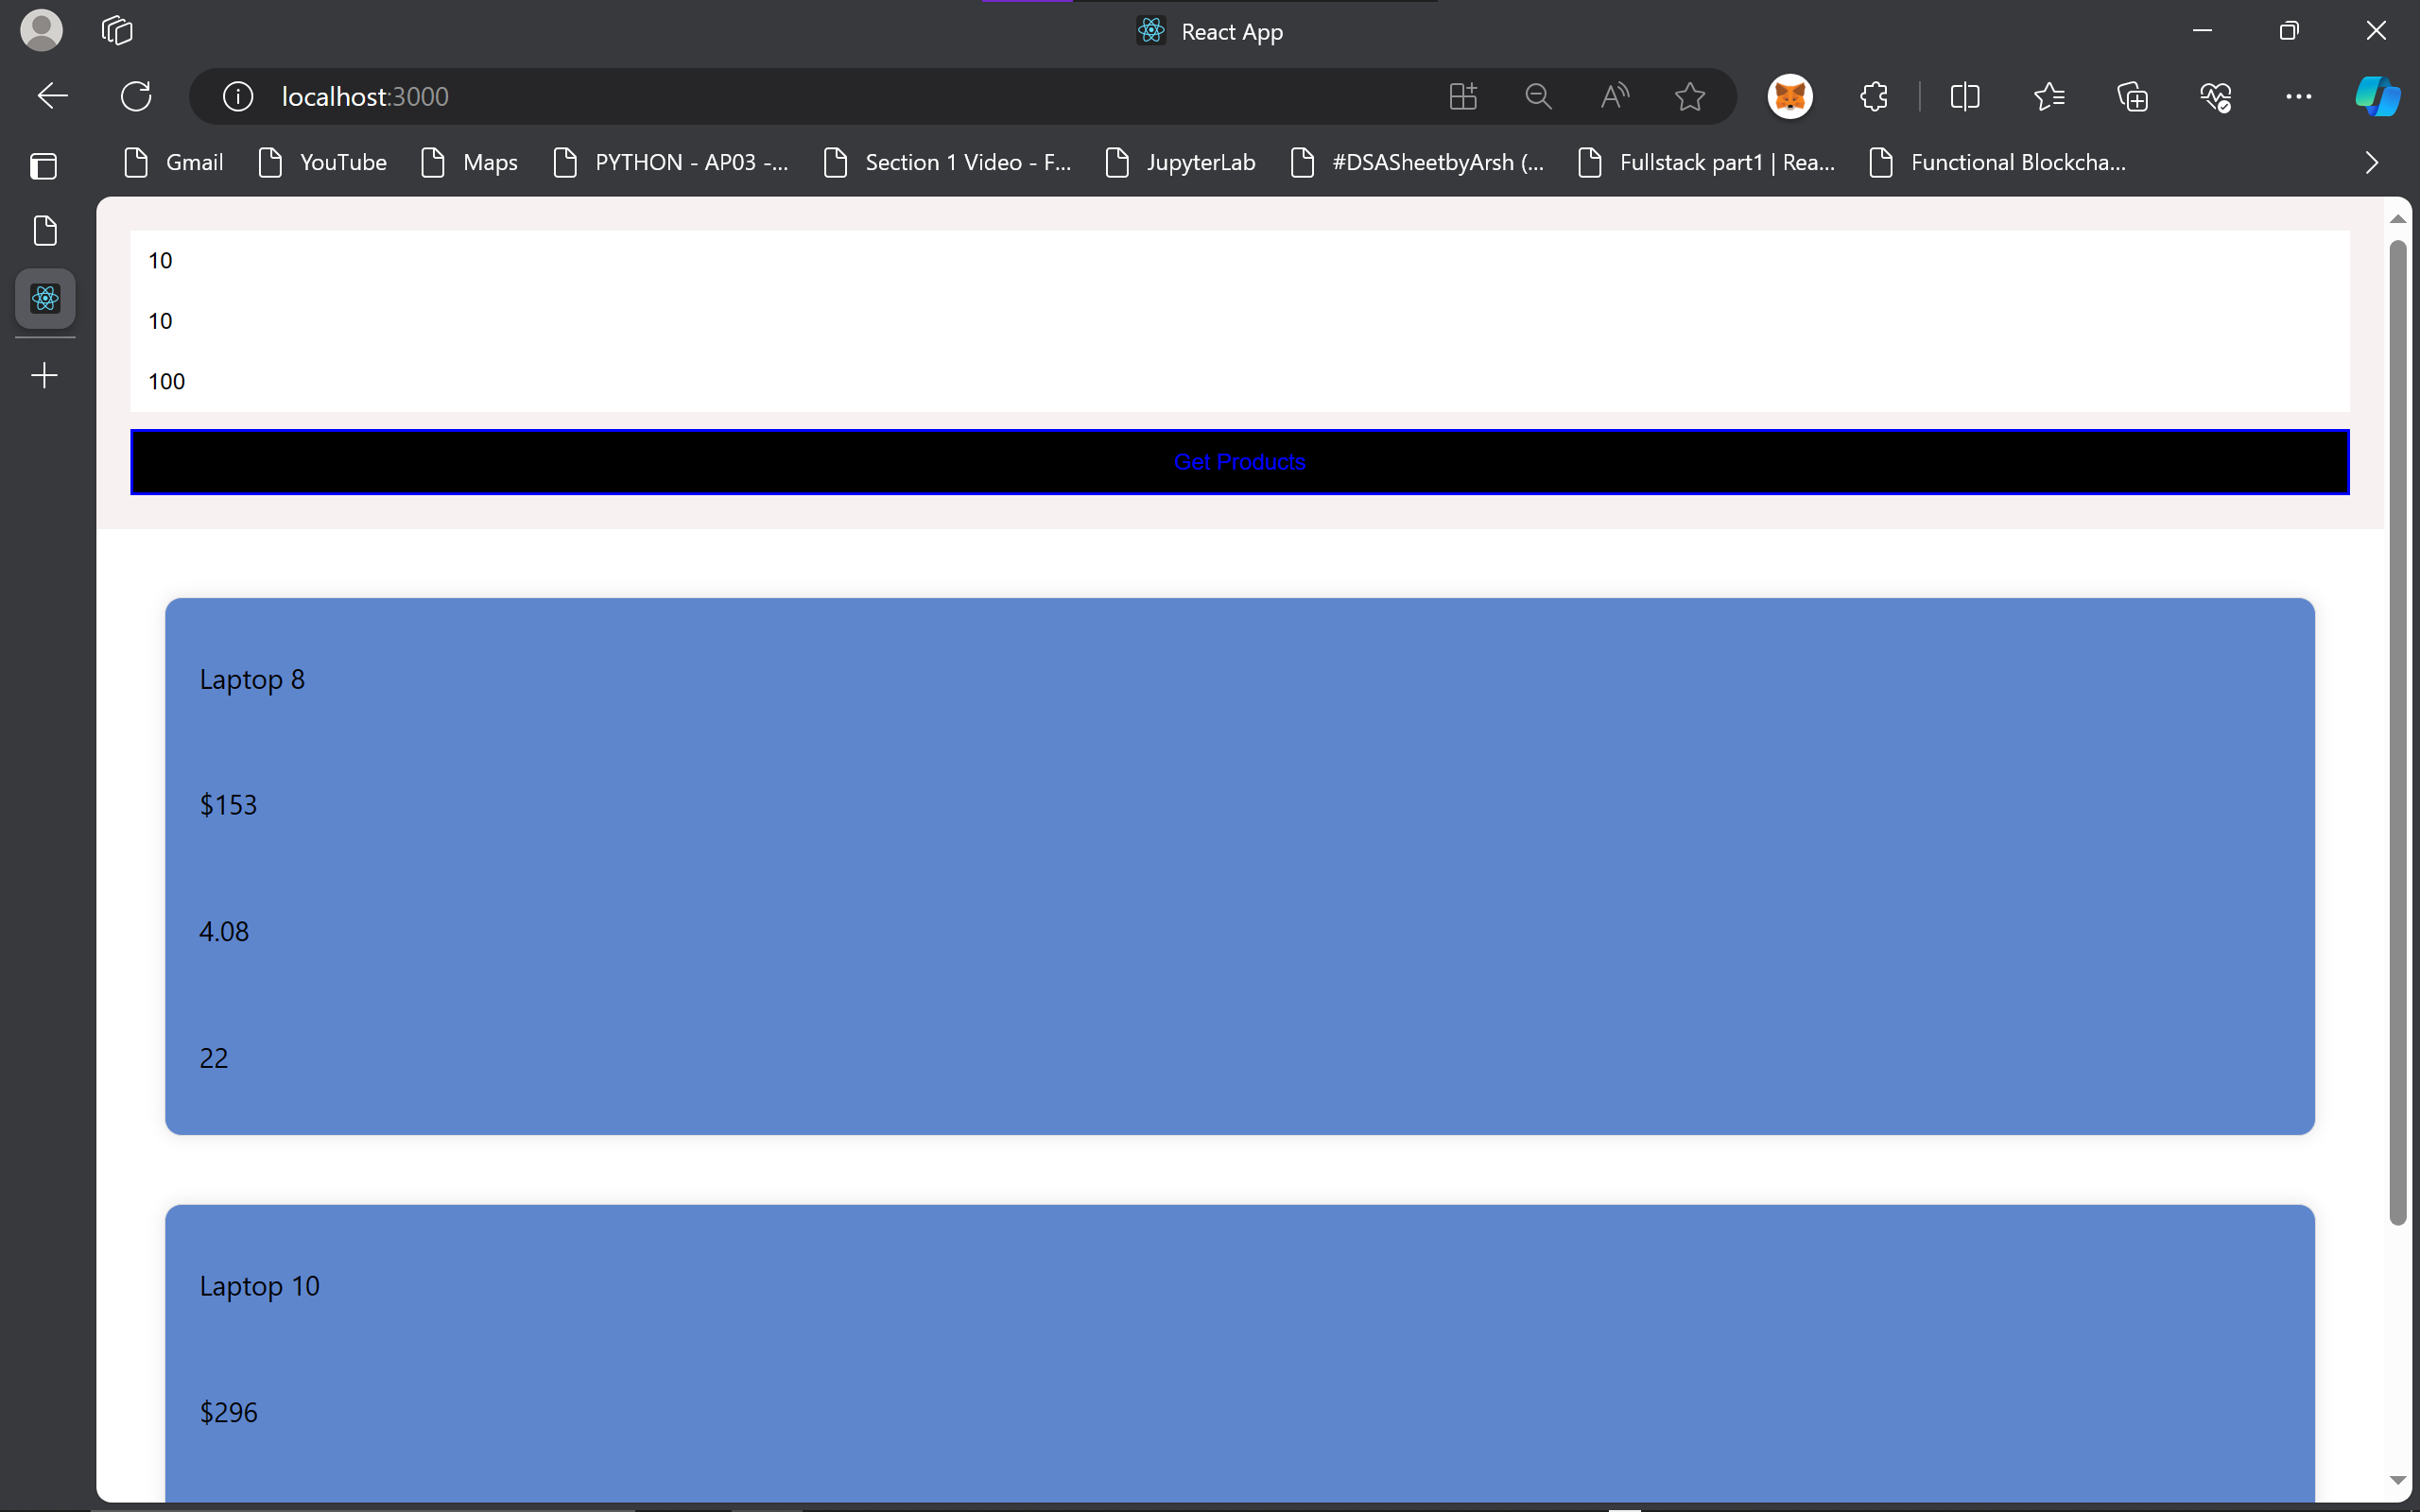 React App
localhost:3000
Gmail YouTube Maps PYTHON - AP03 -... Section 1 Video - F... JupyterLab #DSASheetbyArsh (... Fullstack part1 | Rea... Functional Blockcha...
10
10
100
Get Products
Laptop 8
$153
4.08
22
Laptop 10
$296